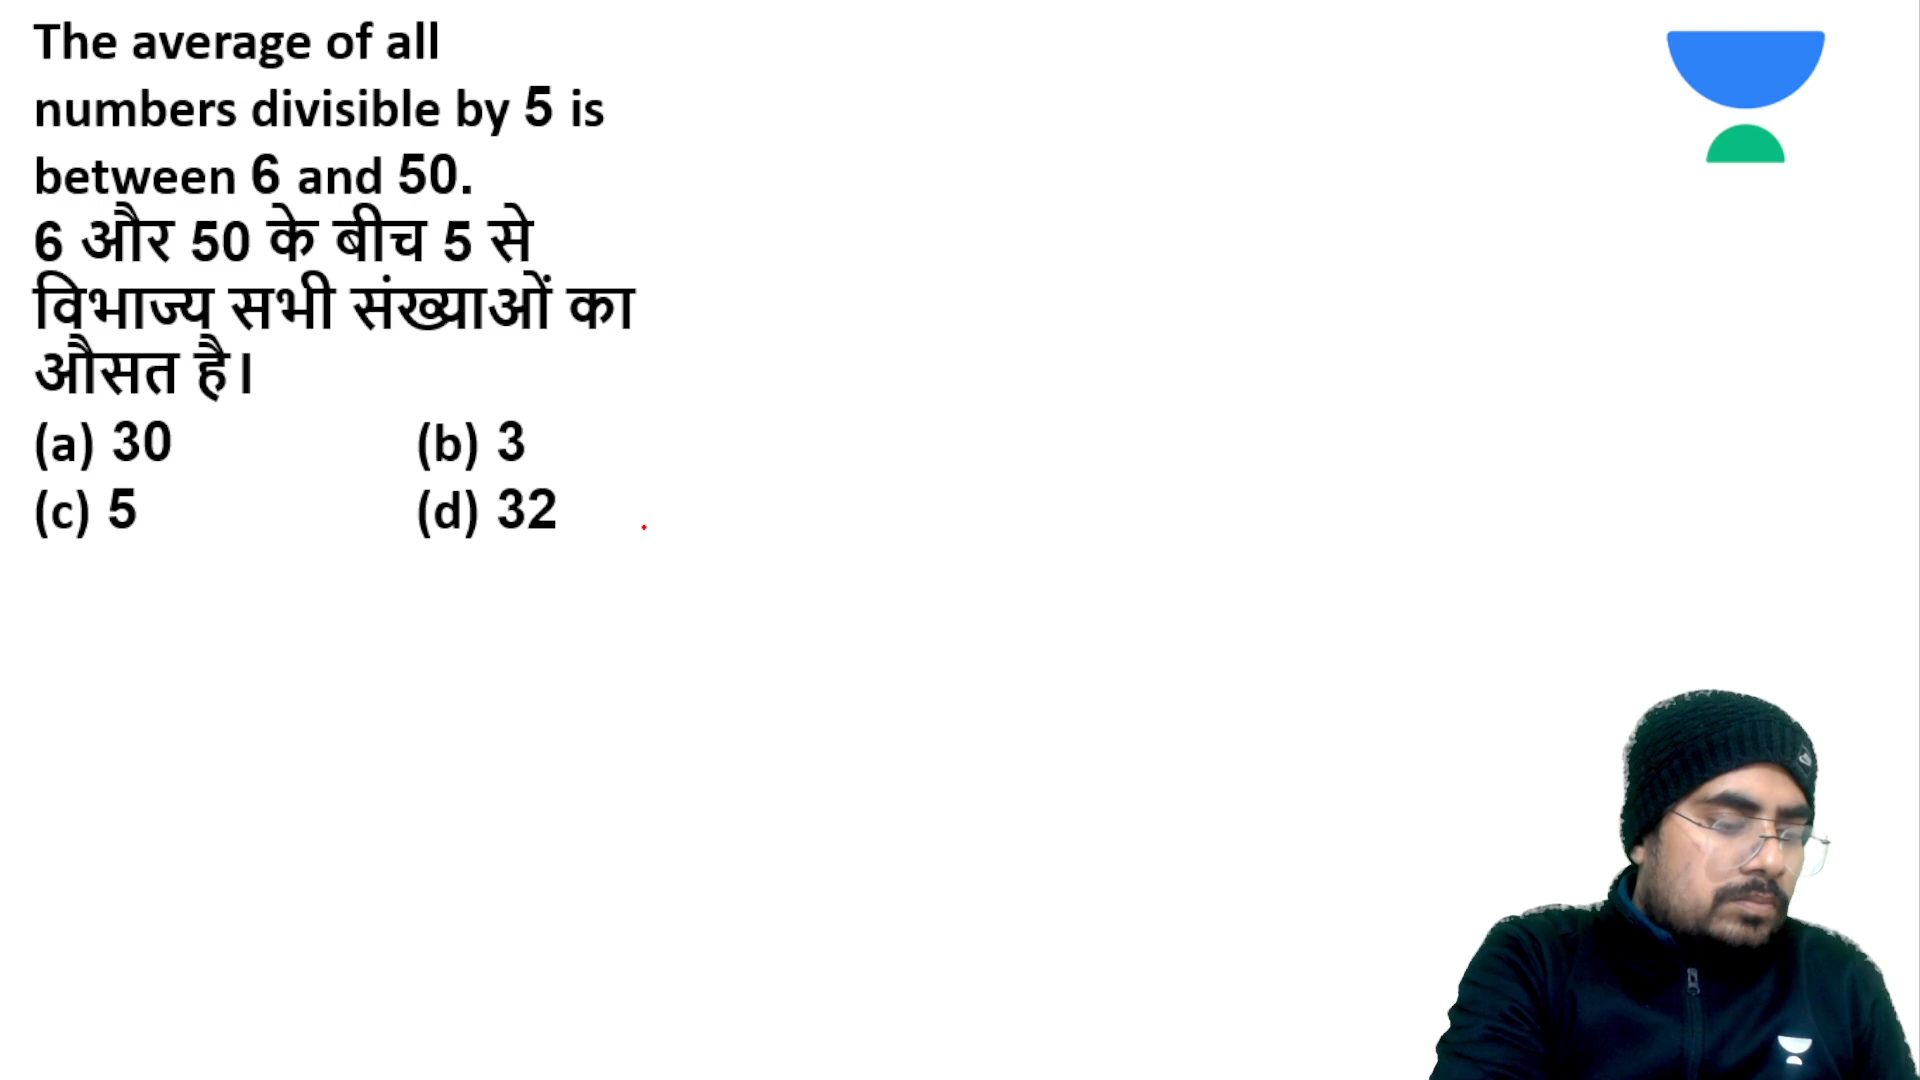 The average of all
numbers divisible by 5 is
between 6 and 50.
6 और 50 के बीच 5 से
विभाज्य सभी संख्याओं का
औसत है।
(a) 30 (b) 3
(c) 5 (d) 32